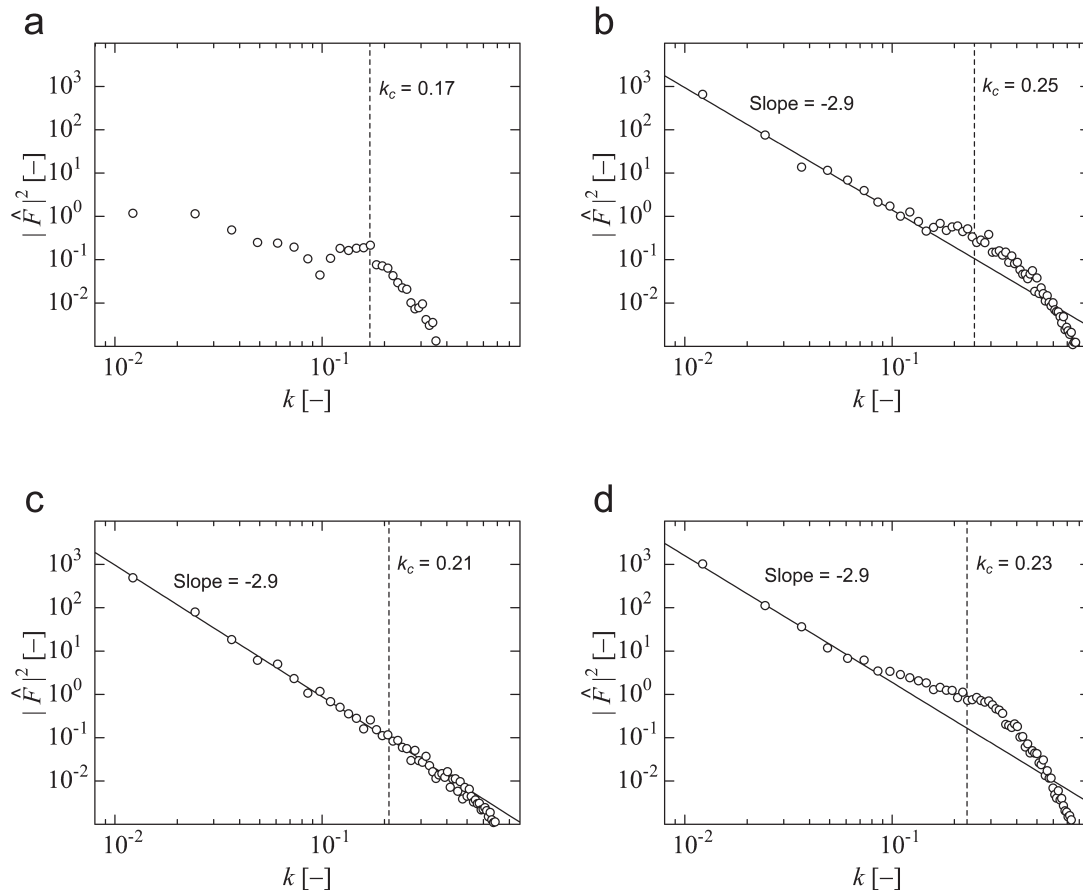 a
10³
10²
10¹
10⁰
10⁻¹
10⁻²
|F̂|² [–]
k_c = 0.17
10⁻² 10⁻¹
k [–]
b
10³
10²
10¹
10⁰
10⁻¹
10⁻²
|F̂|² [–]
Slope = -2.9
k_c = 0.25
10⁻² 10⁻¹
k [–]
c
10³
10²
10¹
10⁰
10⁻¹
10⁻²
|F̂|² [–]
Slope = -2.9
k_c = 0.21
10⁻² 10⁻¹
k [–]
d
10³
10²
10¹
10⁰
10⁻¹
10⁻²
|F̂|² [–]
Slope = -2.9
k_c = 0.23
10⁻² 10⁻¹
k [–]